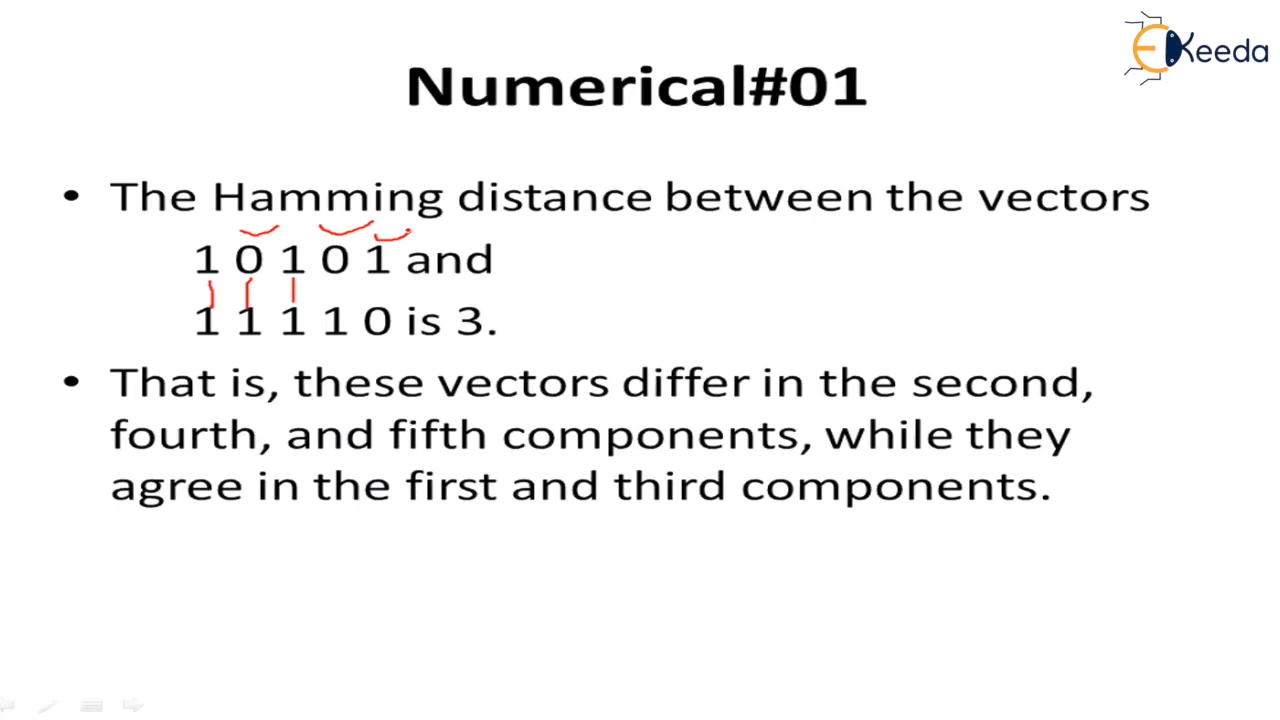 EKeeda
Numerical#01
• The Hamming distance between the vectors
1 0 1 0 1 and
1 1 1 1 0 is 3.
• That is, these vectors differ in the second,
fourth, and fifth components, while they
agree in the first and third components.